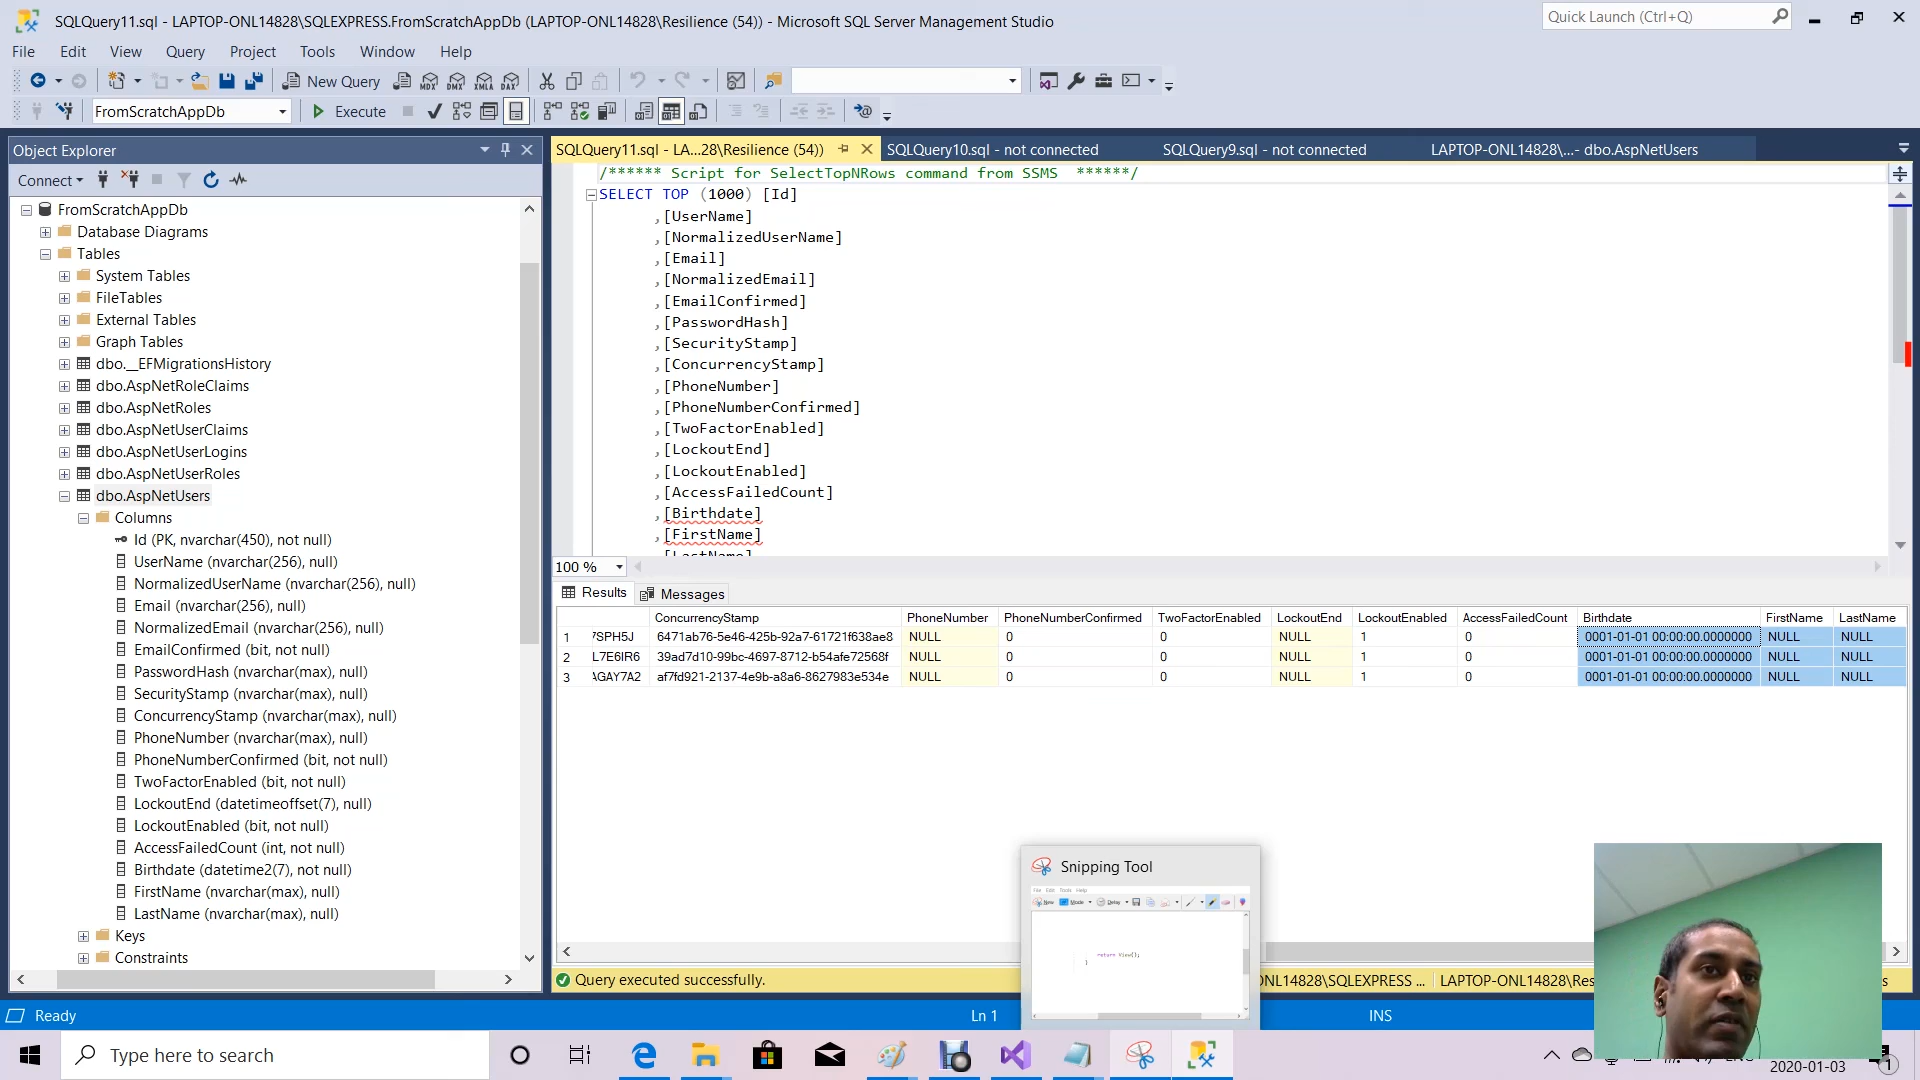 SQLQuery11.sql - LAPTOP-ONL14828\SQLEXPRESS.FromScratchAppDb (LAPTOP-ONL14828\Resilience (54)) - Microsoft SQL Server Management Studio
Quick Launch (Ctrl+Q)
File Edit View Query Project Tools Window Help
New Query
FromScratchAppDb
Execute
Object Explorer
Connect
FromScratchAppDb
Database Diagrams
Tables
System Tables
FileTables
External Tables
Graph Tables
dbo.__EFMigrationsHistory
dbo.AspNetRoleClaims
dbo.AspNetRoles
dbo.AspNetUserClaims
dbo.AspNetUserLogins
dbo.AspNetUserRoles
dbo.AspNetUsers
Columns
Id (PK, nvarchar(450), not null)
UserName (nvarchar(256), null)
NormalizedUserName (nvarchar(256), null)
Email (nvarchar(256), null)
NormalizedEmail (nvarchar(256), null)
EmailConfirmed (bit, not null)
PasswordHash (nvarchar(max), null)
SecurityStamp (nvarchar(max), null)
ConcurrencyStamp (nvarchar(max), null)
PhoneNumber (nvarchar(max), null)
PhoneNumberConfirmed (bit, not null)
TwoFactorEnabled (bit, not null)
LockoutEnd (datetimeoffset(7), null)
LockoutEnabled (bit, not null)
AccessFailedCount (int, not null)
Birthdate (datetime2(7), not null)
FirstName (nvarchar(max), null)
LastName (nvarchar(max), null)
Keys
Constraints
SQLQuery11.sql - LA...28\Resilience (54)) SQLQuery10.sql - not connected SQLQuery9.sql - not connected LAPTOP-ONL14828\...- dbo.AspNetUsers
/****** Script for SelectTopNRows command from SSMS ******/
SELECT TOP (1000) [Id]
,[UserName]
,[NormalizedUserName]
,[Email]
,[NormalizedEmail]
,[EmailConfirmed]
,[PasswordHash]
,[SecurityStamp]
,[ConcurrencyStamp]
,[PhoneNumber]
,[PhoneNumberConfirmed]
,[TwoFactorEnabled]
,[LockoutEnd]
,[LockoutEnabled]
,[AccessFailedCount]
,[Birthdate]
,[FirstName]
,[LastName]
100 %
Results Messages
ConcurrencyStamp PhoneNumber PhoneNumberConfirmed TwoFactorEnabled LockoutEnd LockoutEnabled AccessFailedCount Birthdate FirstName LastName
1 7SPH5J 6471ab76-5e46-425b-92a7-61721f638ae8 NULL 0 0 NULL 1 0 0001-01-01 00:00:00.0000000 NULL NULL
2 L7E6IR6 39ad7d10-99bc-4697-8712-b54afe72568f NULL 0 0 NULL 1 0 0001-01-01 00:00:00.0000000 NULL NULL
3 AGAY7A2 af7fd921-2137-4e9b-a8a6-8627983e534e NULL 0 0 NULL 1 0 0001-01-01 00:00:00.0000000 NULL NULL
Snipping Tool
File Edit Tools Help
New Mode Delay
return View();
}
Query executed successfully.
ONL14828\SQLEXPRESS ... LAPTOP-ONL14828\Res
Ready
Ln 1
INS
Type here to search
2020-01-03
1